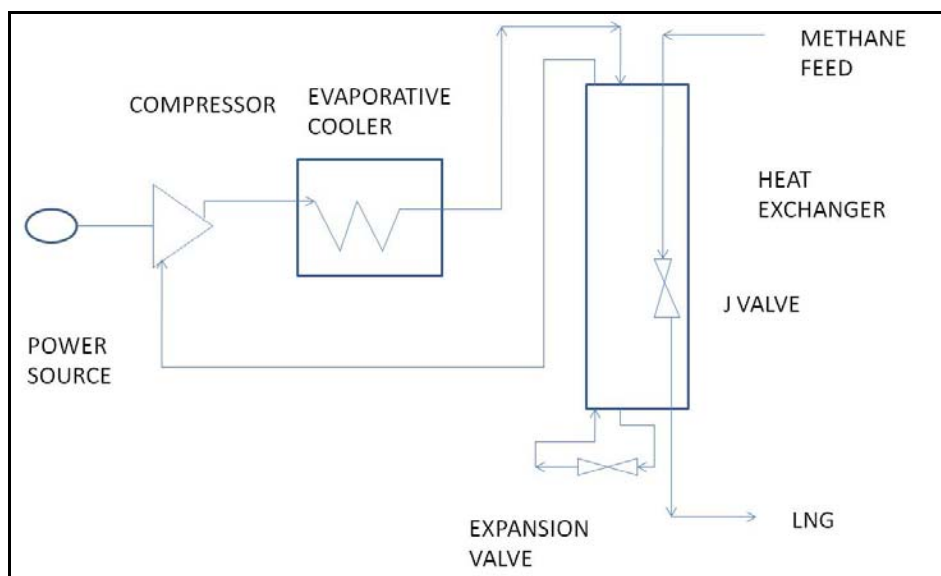 METHANE
FEED
COMPRESSOR
EVAPORATIVE
COOLER
HEAT
EXCHANGER
J VALVE
POWER
SOURCE
EXPANSION
VALVE
LNG